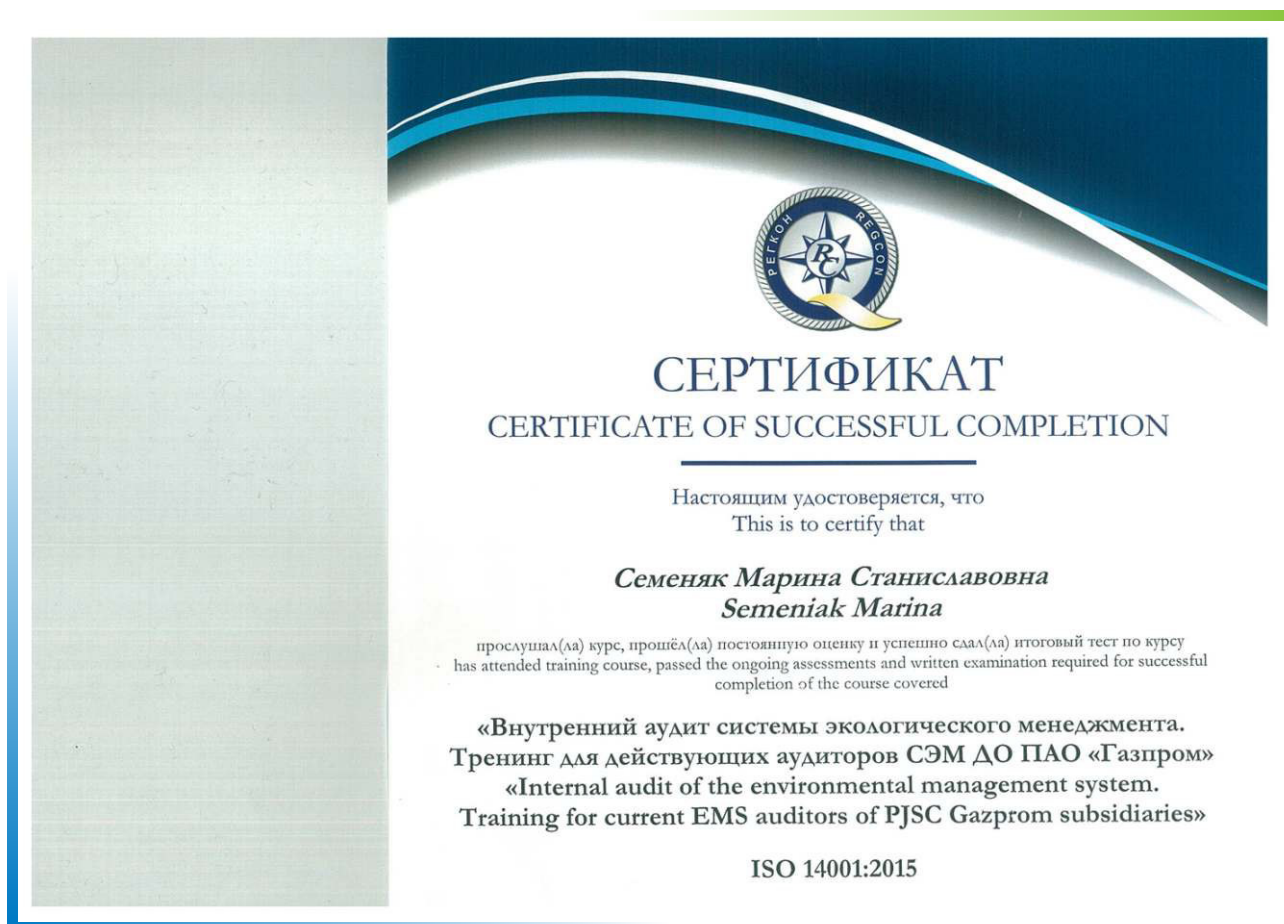 РЕГКОН REGCON
RC
СЕРТИФИКАТ
CERTIFICATE OF SUCCESSFUL COMPLETION
Настоящим удостоверяется, что
This is to certify that
Семеняк Марина Станиславовна
Semeniak Marina
прослушал(ла) курс, прошёл(ла) постоянную оценку и успешно сдал(ла) итоговый тест по курсу
has attended training course, passed the ongoing assessments and written examination required for successful
completion of the course covered
«Внутренний аудит системы экологического менеджмента.
Тренинг для действующих аудиторов СЭМ ДО ПАО «Газпром»
«Internal audit of the environmental management system.
Training for current EMS auditors of PJSC Gazprom subsidiaries»
ISO 14001:2015